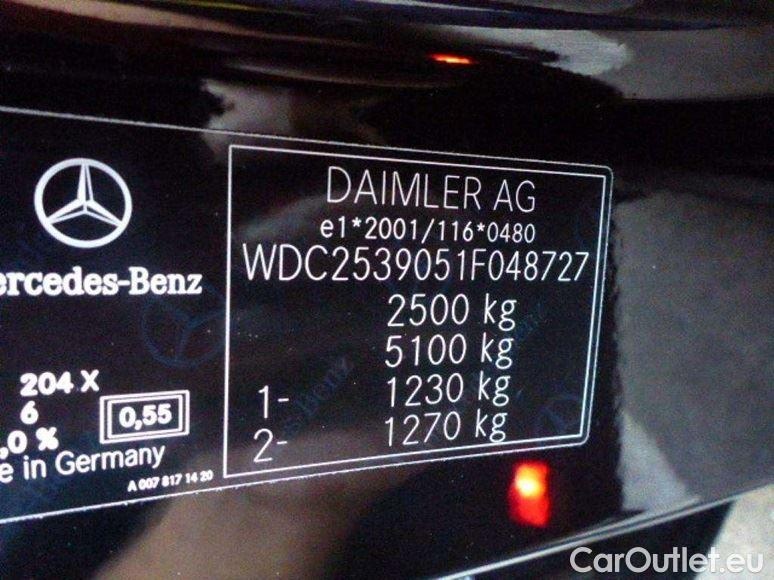 DAIMLER AG
e1*2001/116*0480
WDC2539051F048727
2500 kg
5100 kg
1- 1230 kg
2- 1270 kg
ercedes-Benz
204 X
6
,0 %
0,55
e in Germany
A 007 817 14 20
CarOutlet.eu